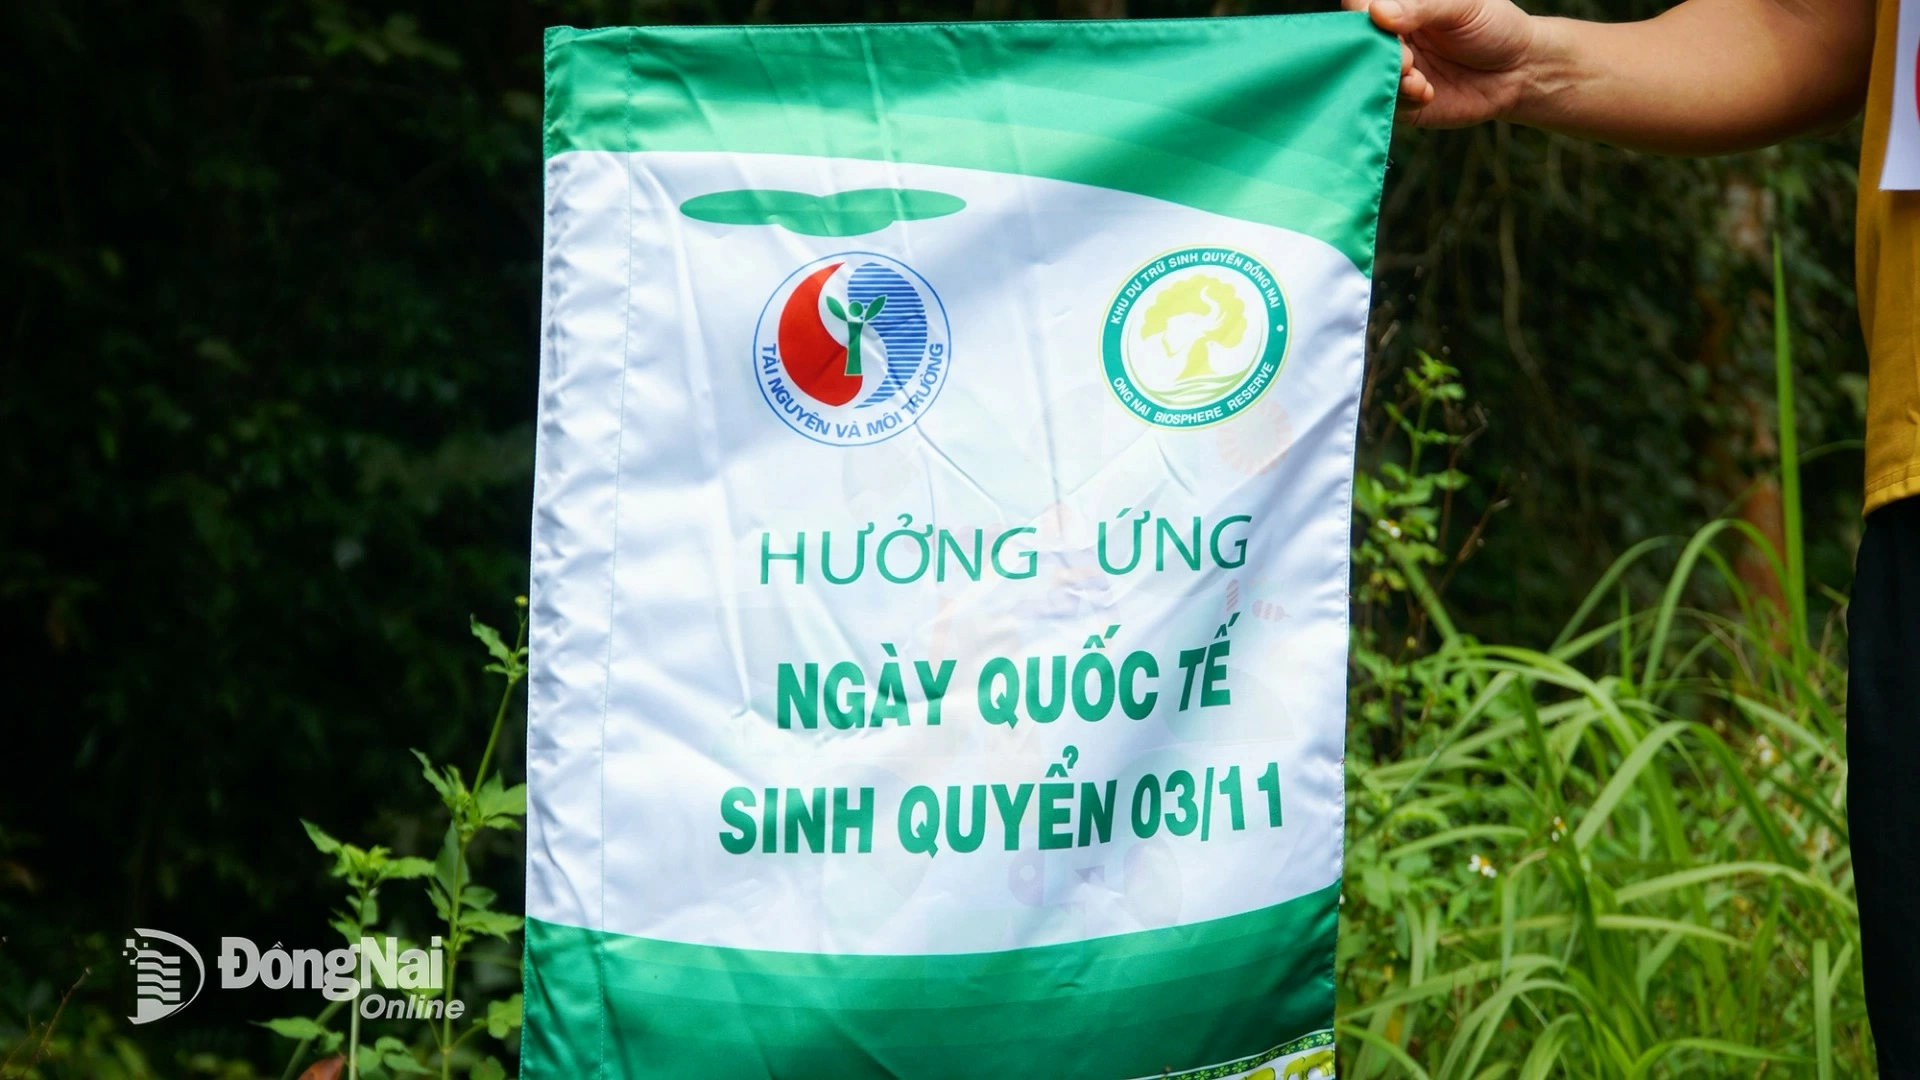 TÀI NGUYÊN VÀ MÔI TRƯỜNG
KHU DỰ TRỮ SINH QUYỂN ĐỒNG NAI
ONG NAI BIOSPHERE RESERVE
HƯỞNG ỨNG
NGÀY QUỐC TẾ
SINH QUYỂN 03/11
ĐồngNai
Online